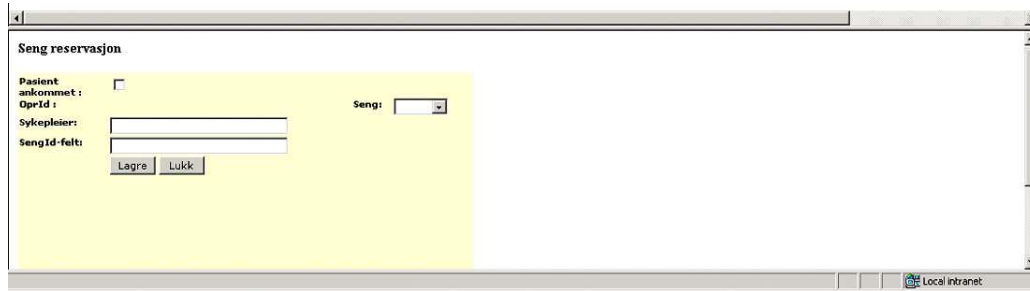 Seng reservasjon
Pasient
ankommet :
OprId :
Seng:
Sykepleier:
SengId-felt:
Lagre Lukk
Local intranet